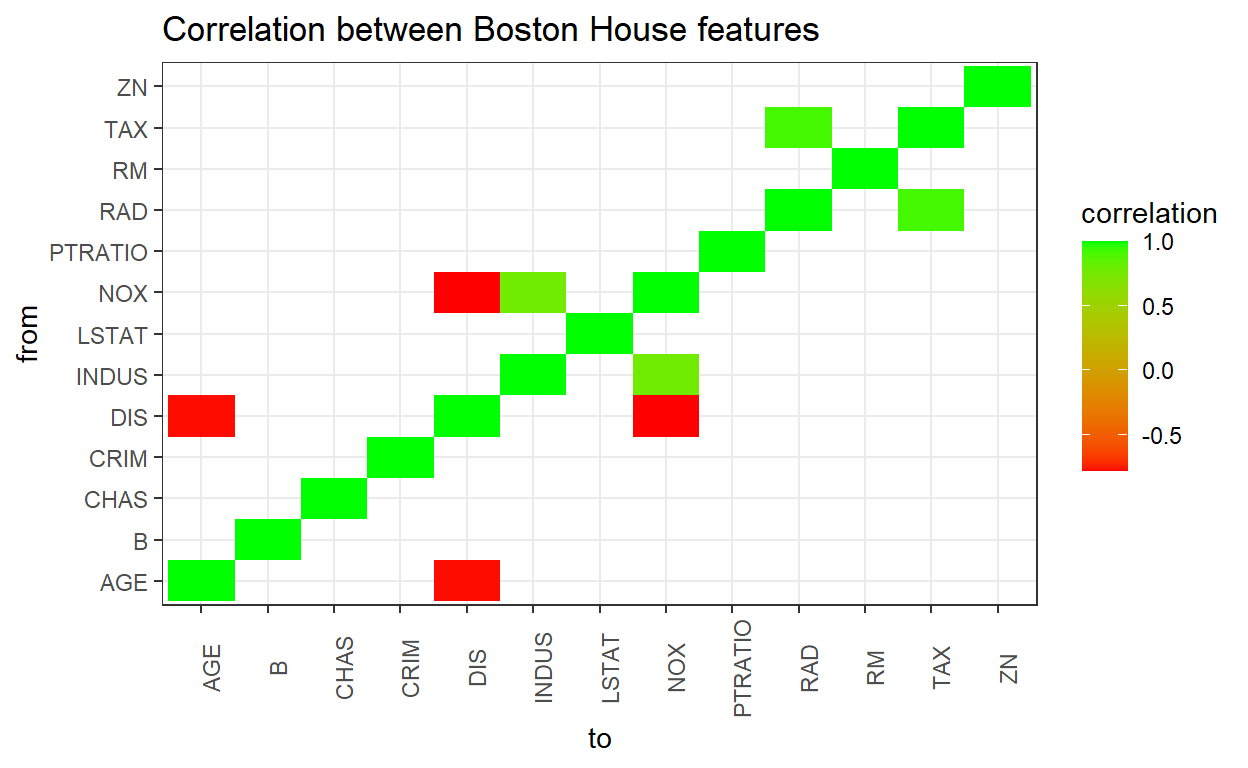 Correlation between Boston House features
ZN
TAX
RM
RAD
PTRATIO
NOX
LSTAT
INDUS
DIS
CRIM
CHAS
B
AGE
from
AGE
B
CHAS
CRIM
DIS
INDUS
LSTAT
NOX
PTRATIO
RAD
RM
TAX
ZN
to
correlation
1.0
0.5
0.0
-0.5